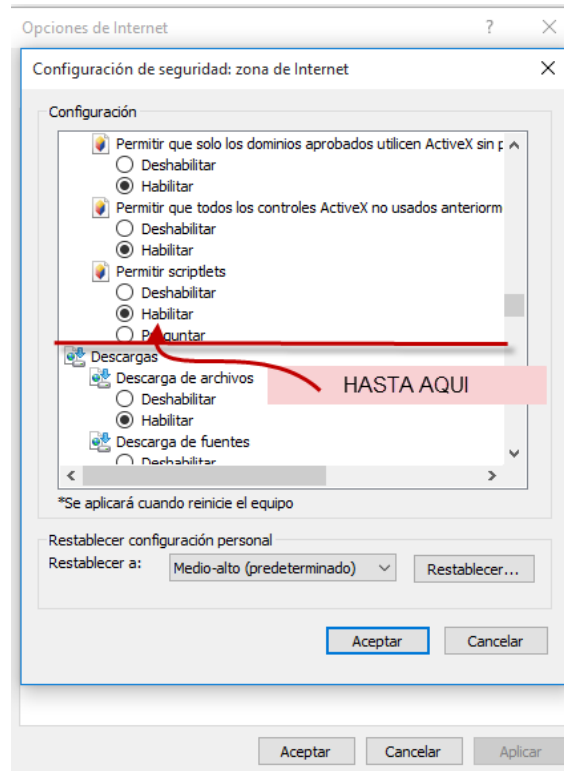 Opciones de Internet ? ×
Configuración de seguridad: zona de Internet ×
Configuración
Permitir que solo los dominios aprobados utilicen ActiveX sin p
Deshabilitar
Habilitar
Permitir que todos los controles ActiveX no usados anteriorm
Deshabilitar
Habilitar
Permitir scriptlets
Deshabilitar
Habilitar
Preguntar
Descargas
Descarga de archivos
HASTA AQUI
Deshabilitar
Habilitar
Descarga de fuentes
Deshabilitar
*Se aplicará cuando reinicie el equipo
Restablecer configuración personal
Restablecer a: Medio-alto (predeterminado) Restablecer...
Aceptar Cancelar
Aceptar Cancelar Aplicar